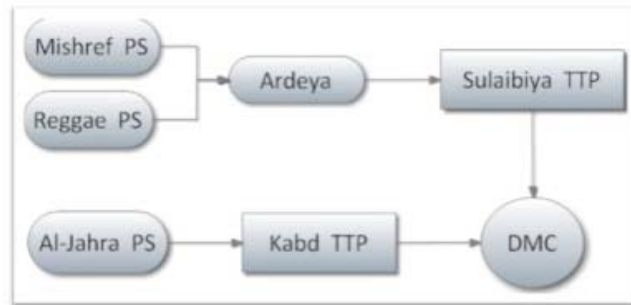 Mishref PS
Reggae PS
Ardeya
Sulaibiya TTP
Al-Jahra PS
Kabd TTP
DMC